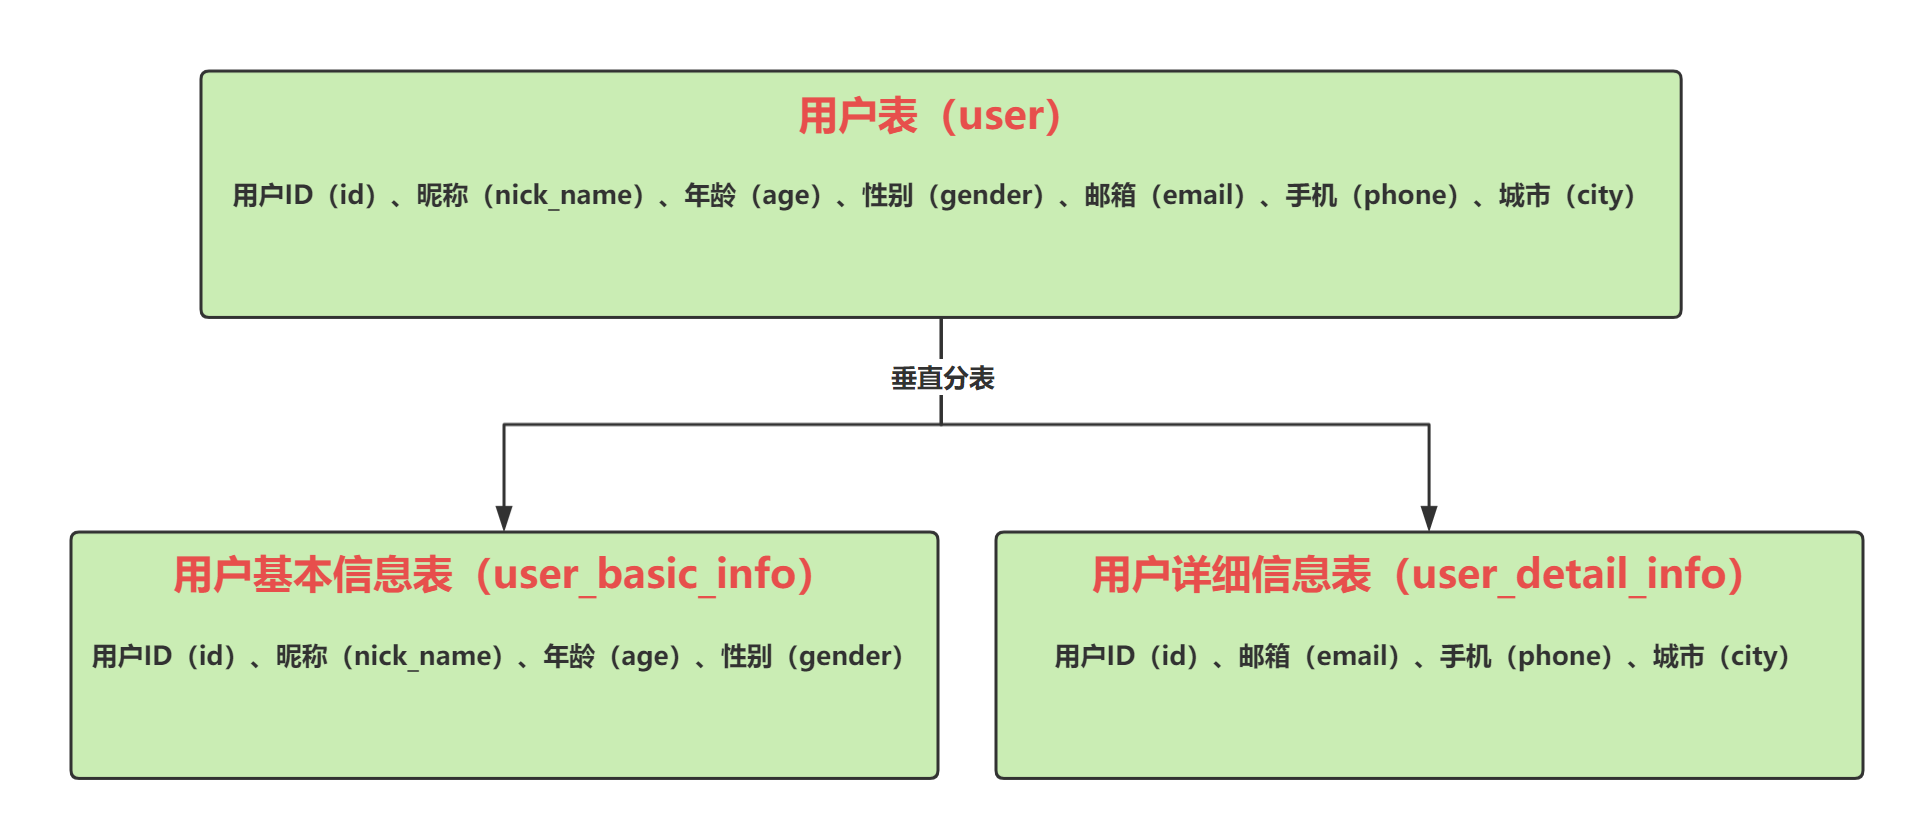 用户表（user）
用户ID（id）、昵称（nick_name）、年龄（age）、性别（gender）、邮箱（email）、手机（phone）、城市（city）
垂直分表
用户基本信息表（user_basic_info）
用户ID（id）、昵称（nick_name）、年龄（age）、性别（gender）
用户详细信息表（user_detail_info）
用户ID（id）、邮箱（email）、手机（phone）、城市（city）